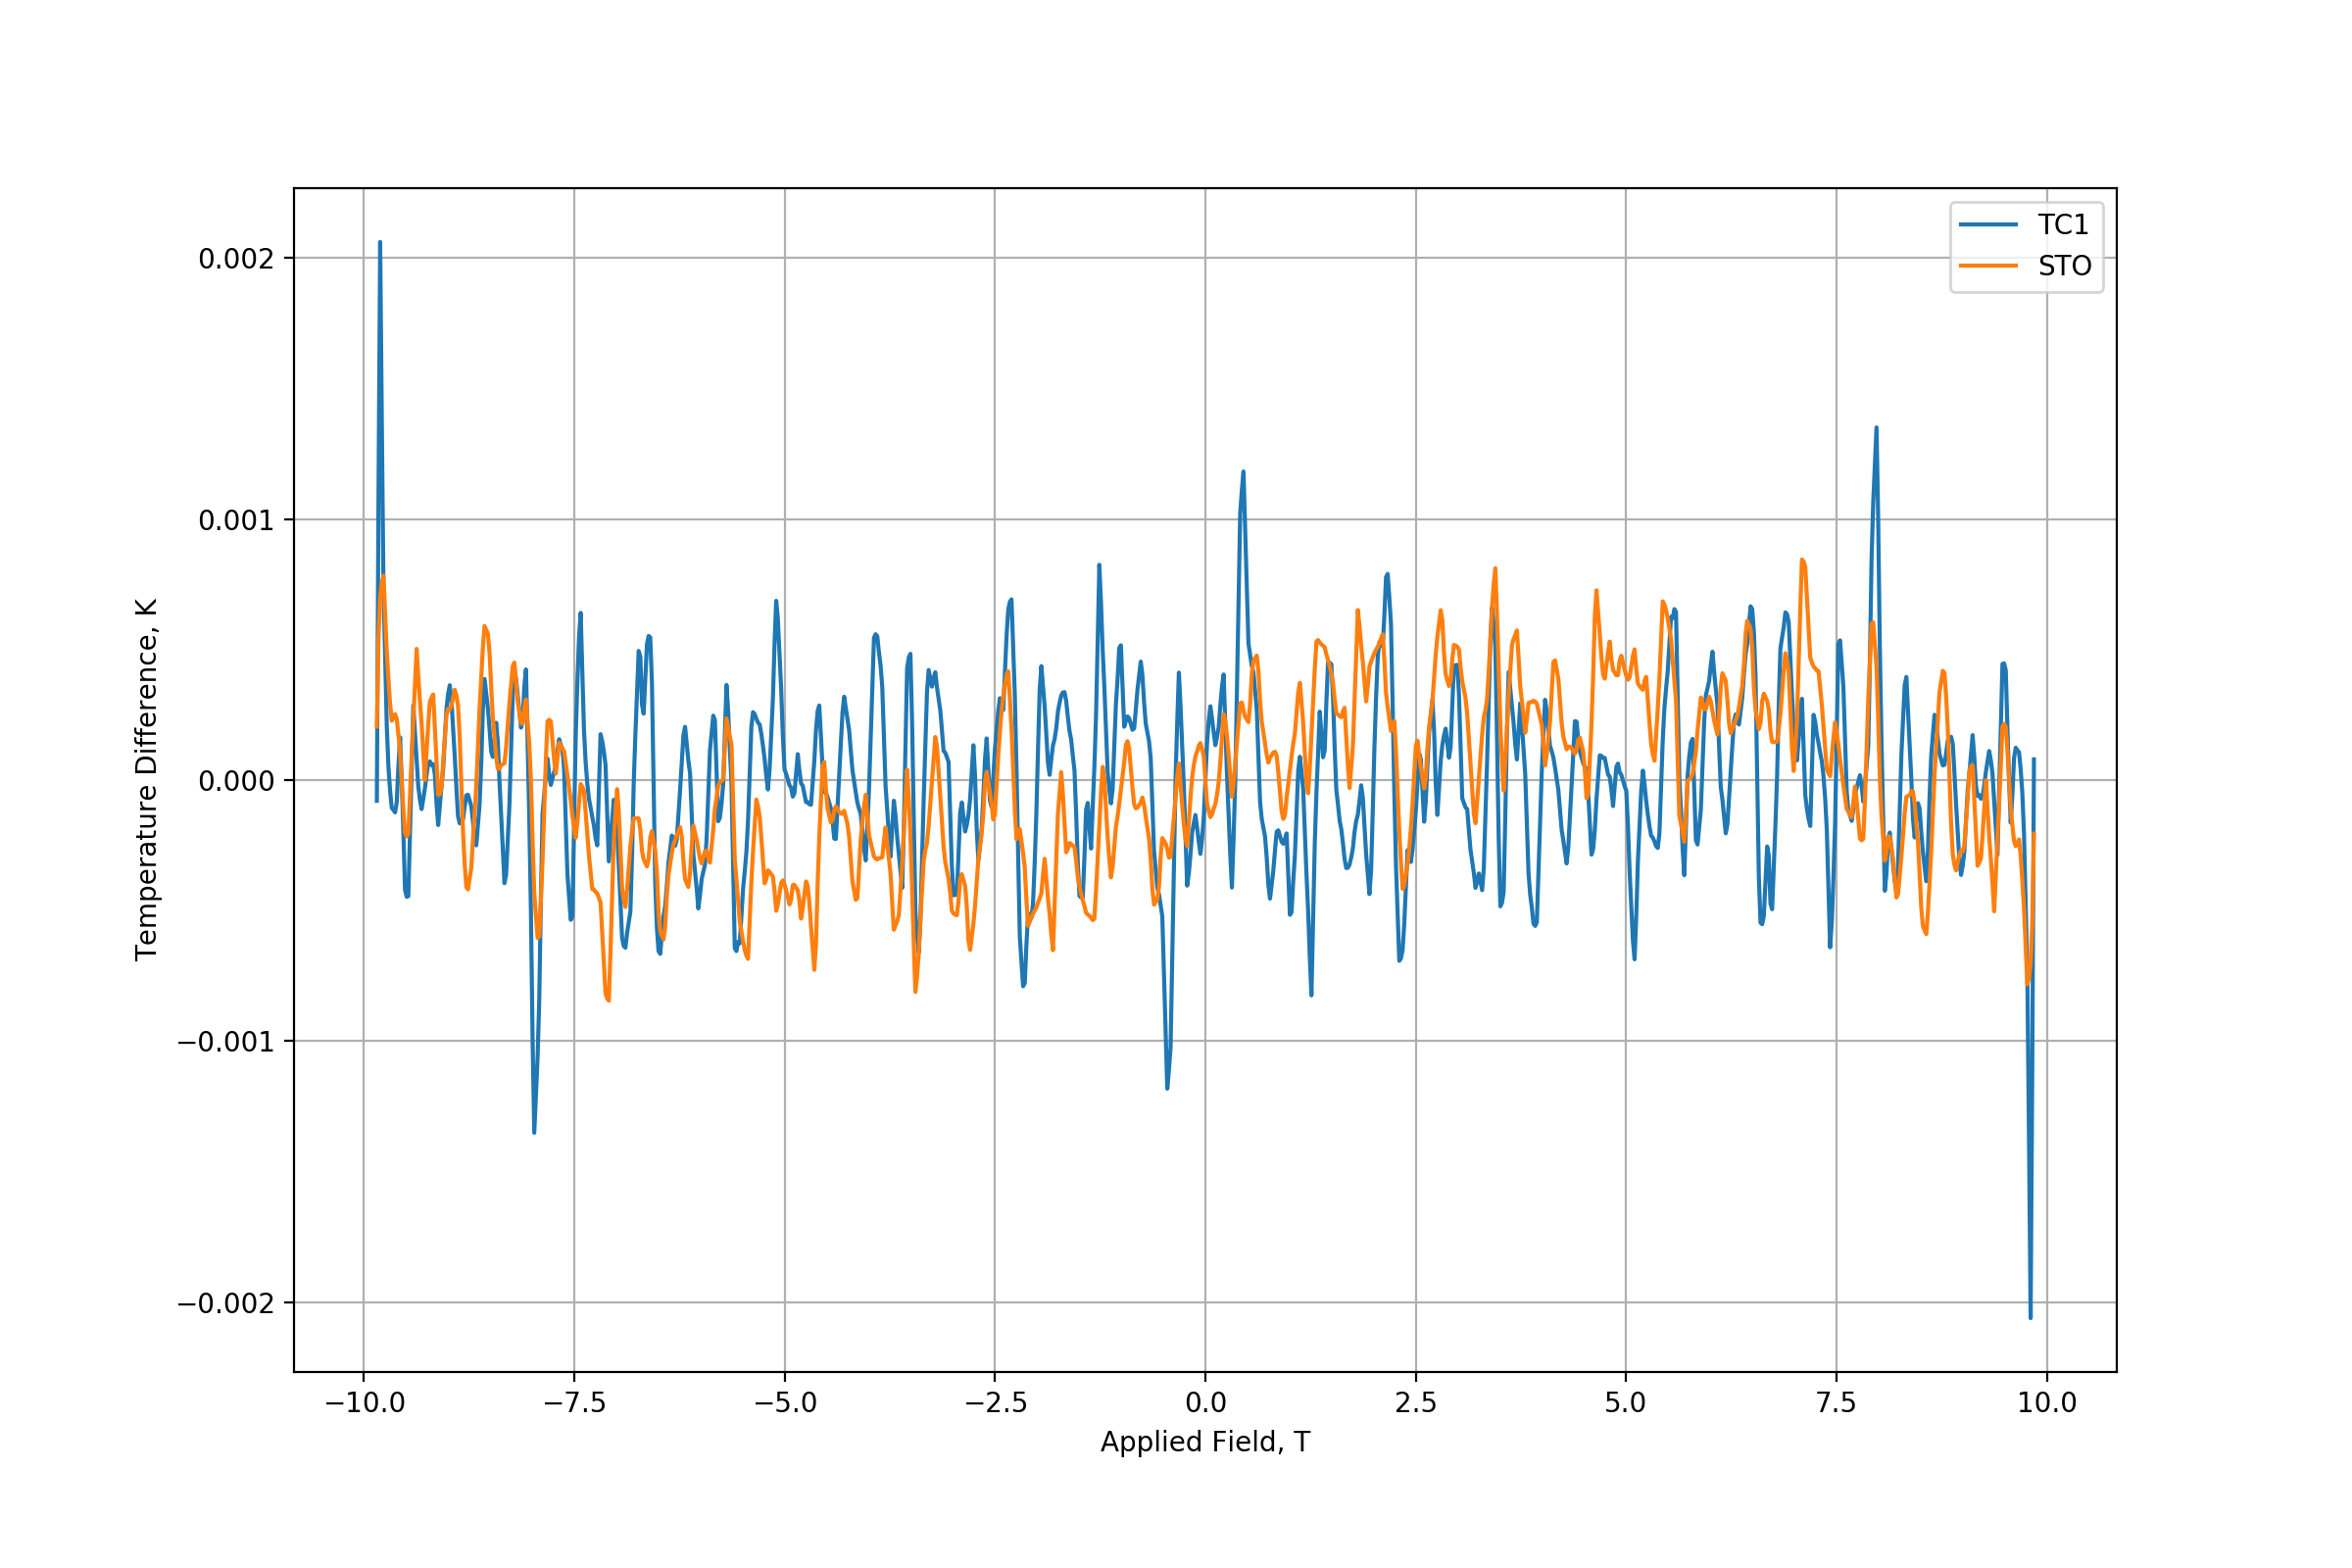 TC1
STO
0.002
0.001
0.000
−0.001
−0.002
Temperature Difference, K
−10.0 −7.5 −5.0 −2.5 0.0 2.5 5.0 7.5 10.0
Applied Field, T